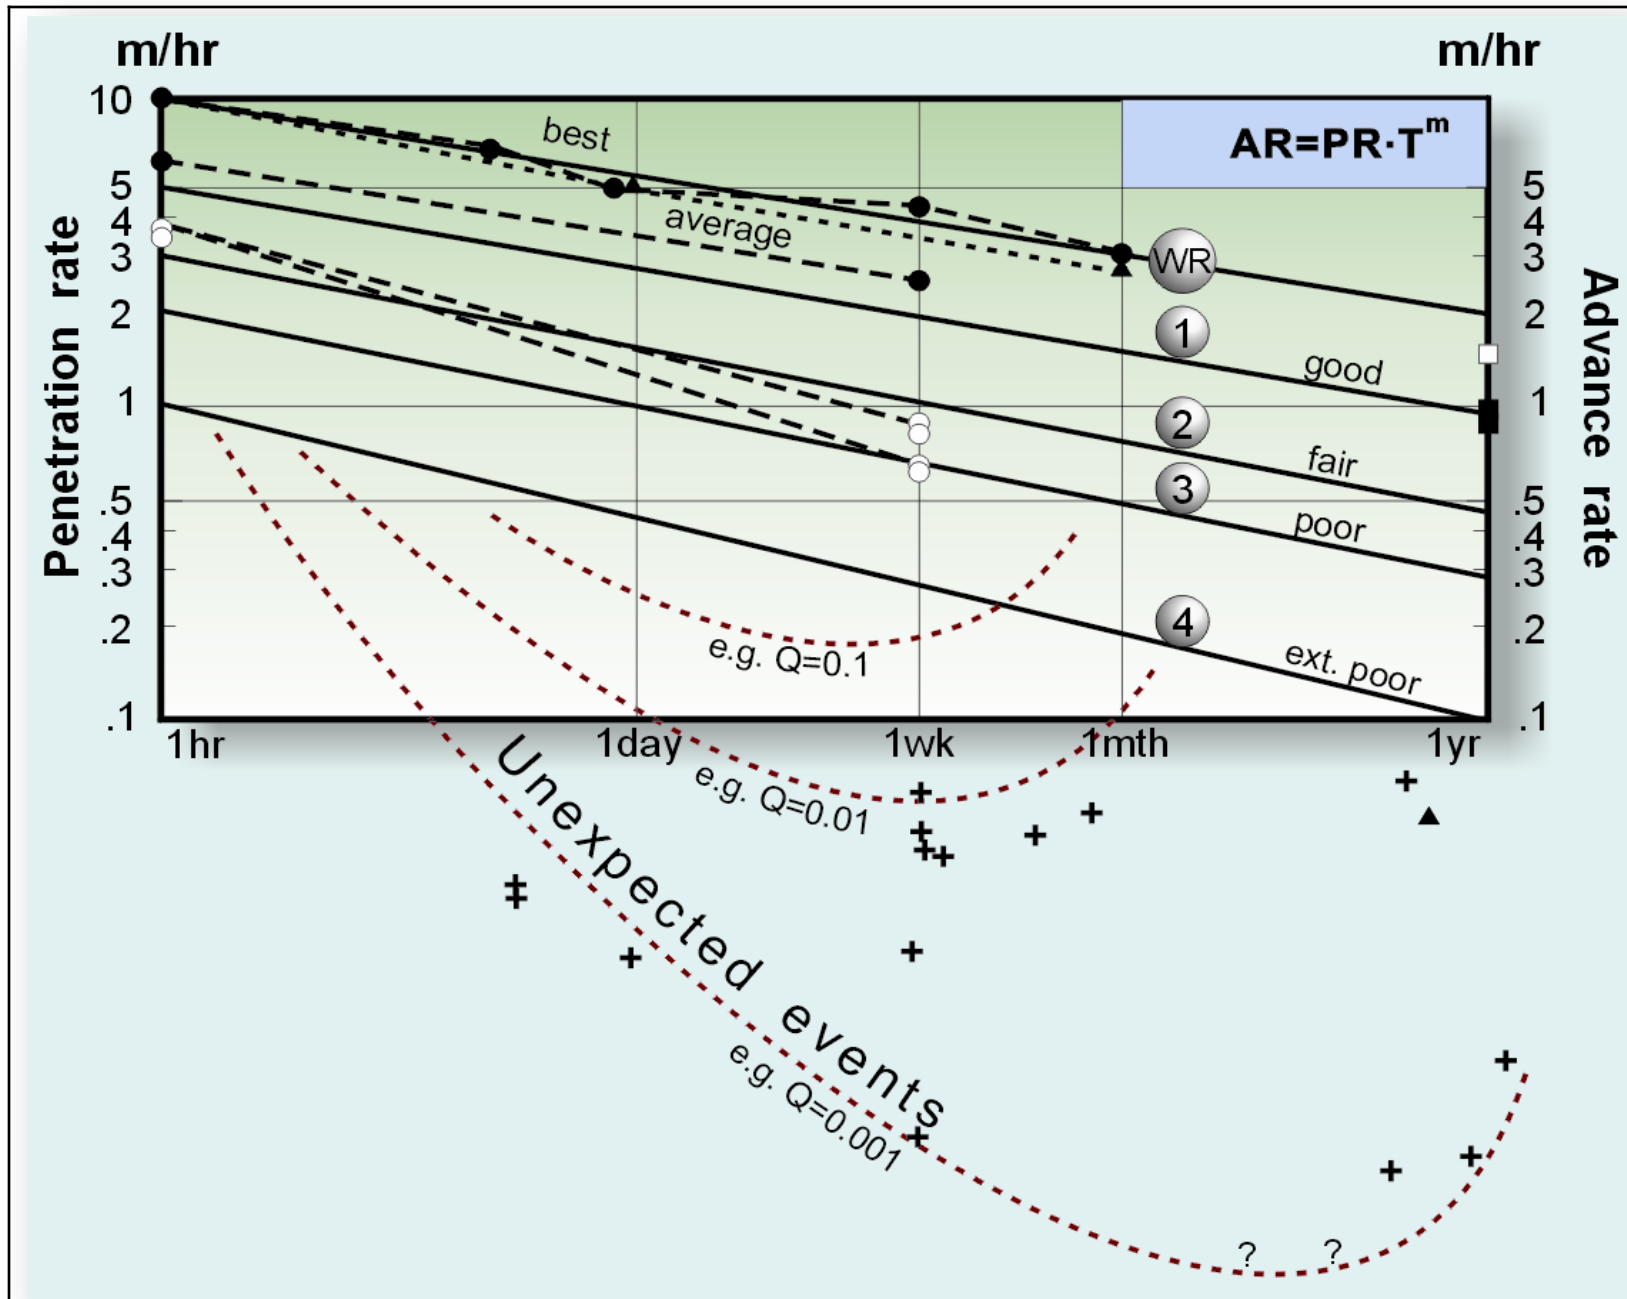 m/hr
m/hr
10
5
4
3
2
1
.5
.4
.3
.2
.1
Penetration rate
best
average
AR=PR·Tᵐ
WR
1
good
2
fair
3
poor
4
ext. poor
5
4
3
2
1
.5
.4
.3
.2
.1
Advance rate
e.g. Q=0.1
1hr
1day
1wk
1mth
1yr
e.g. Q=0.01
Unexpected events
e.g. Q=0.001
? ?